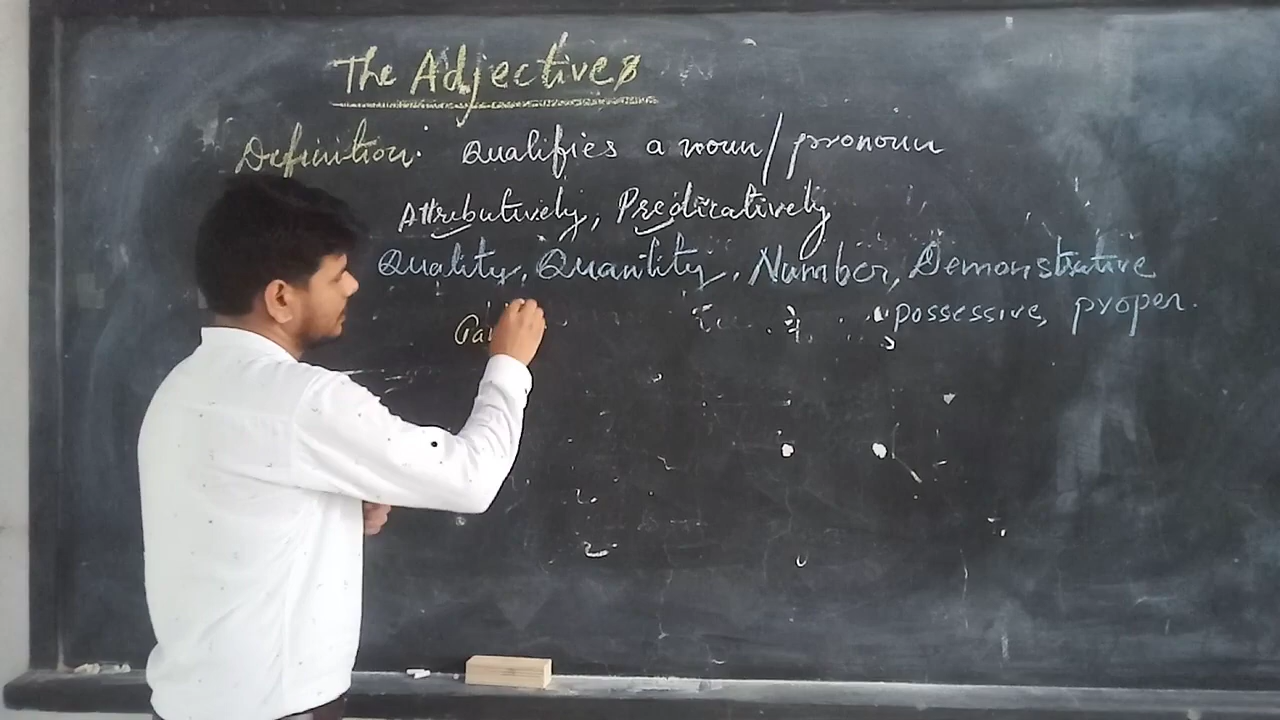 The Adjectives
Definition: Qualifies a noun/pronoun
Attributively, Predicatively
Quality, Quantity, Number, Demonstrative
Possessive, proper.